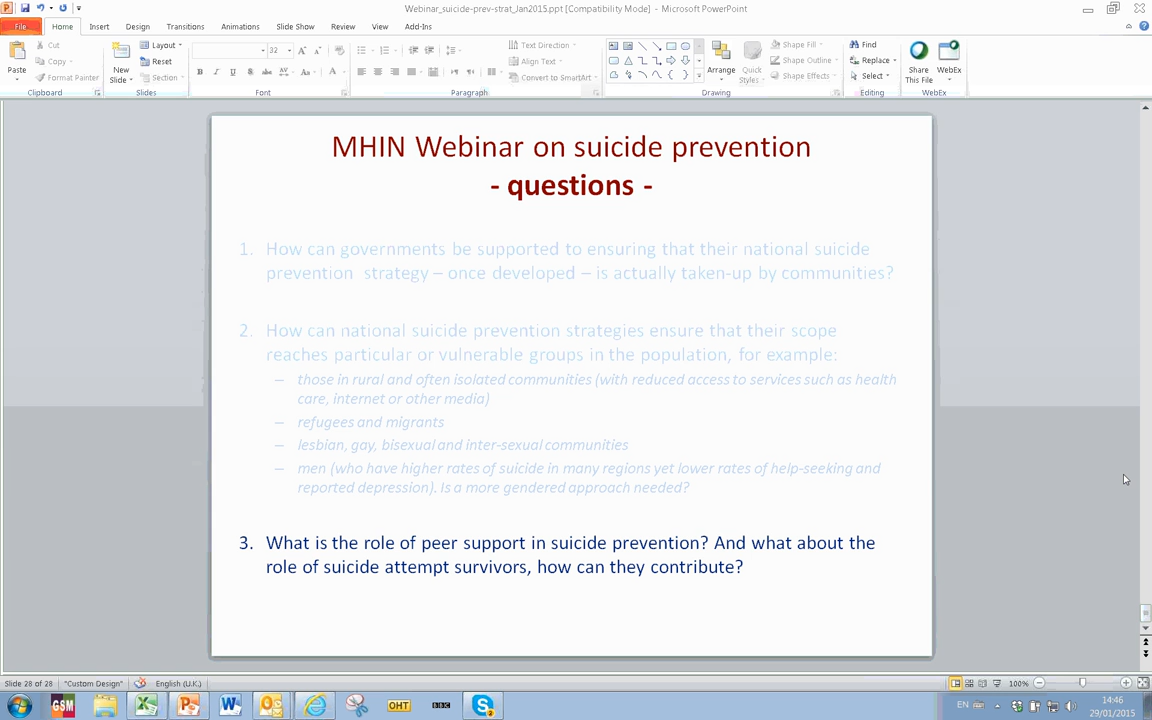 Webinar_suicide-prev-strat_Jan2015.ppt [Compatibility Mode] - Microsoft PowerPoint
File Home Insert Design Transitions Animations Slide Show Review View Add-Ins
Paste
Cut
Copy
Format Painter
Clipboard
New
Slide
Layout
Reset
Section
Slides
32
Font
Text Direction
Align Text
Convert to SmartArt
Paragraph
Arrange
Quick
Styles
Shape Fill
Shape Outline
Shape Effects
Drawing
Find
Replace
Select
Editing
Share
This File
WebEx
WebEx
MHIN Webinar on suicide prevention
- questions -
1. How can governments be supported to ensuring that their national suicide
prevention strategy – once developed – is actually taken-up by communities?
2. How can national suicide prevention strategies ensure that their scope
reaches particular or vulnerable groups in the population, for example:
– those in rural and often isolated communities (with reduced access to services such as health
care, internet or other media)
– refugees and migrants
– lesbian, gay, bisexual and inter-sexual communities
– men (who have higher rates of suicide in many regions yet lower rates of help-seeking and
reported depression). Is a more gendered approach needed?
3. What is the role of peer support in suicide prevention? And what about the
role of suicide attempt survivors, how can they contribute?
Slide 28 of 28 "Custom Design" English (U.K.) 100%
GSM OHT BBC EN 14:46
29/01/2015